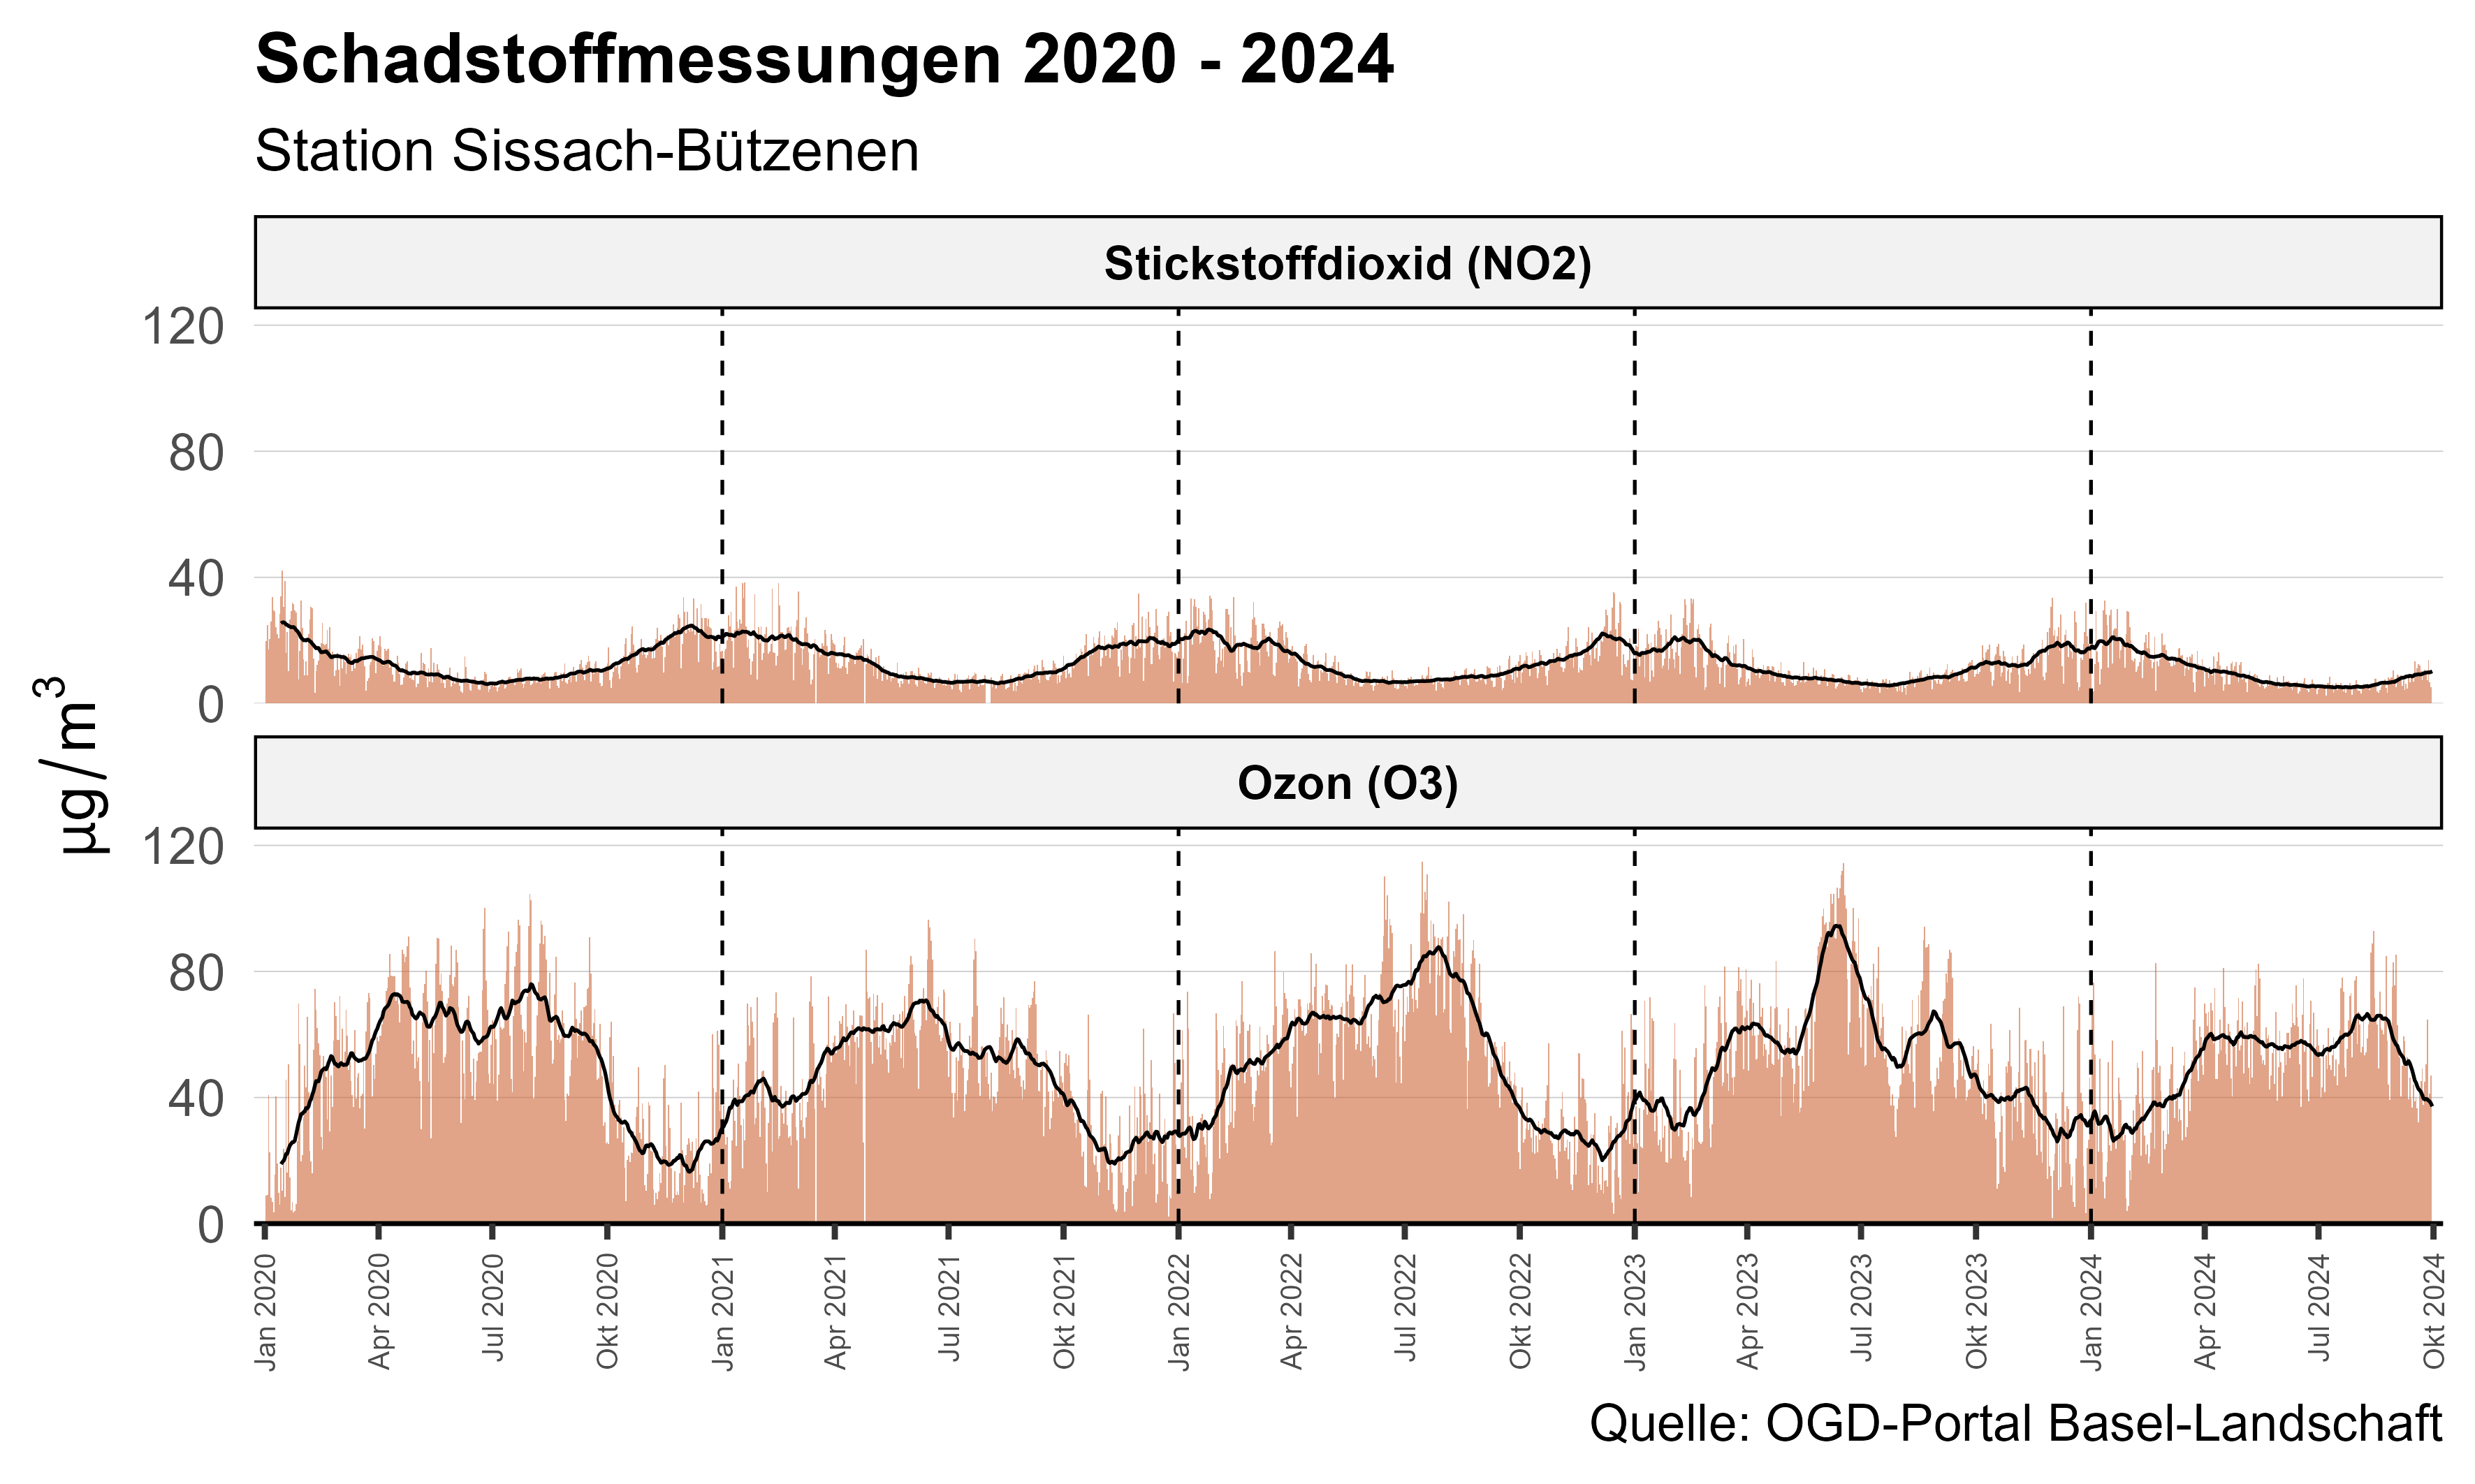 Schadstoffmessungen 2020 - 2024
Station Sissach-Bützenen
Stickstoffdioxid (NO2)
120
80
40
0
µg/m³
Ozon (O3)
120
80
40
0
Jan 2020
Apr 2020
Jul 2020
Okt 2020
Jan 2021
Apr 2021
Jul 2021
Okt 2021
Jan 2022
Apr 2022
Jul 2022
Okt 2022
Jan 2023
Apr 2023
Jul 2023
Okt 2023
Jan 2024
Apr 2024
Jul 2024
Okt 2024
Quelle: OGD-Portal Basel-Landschaft